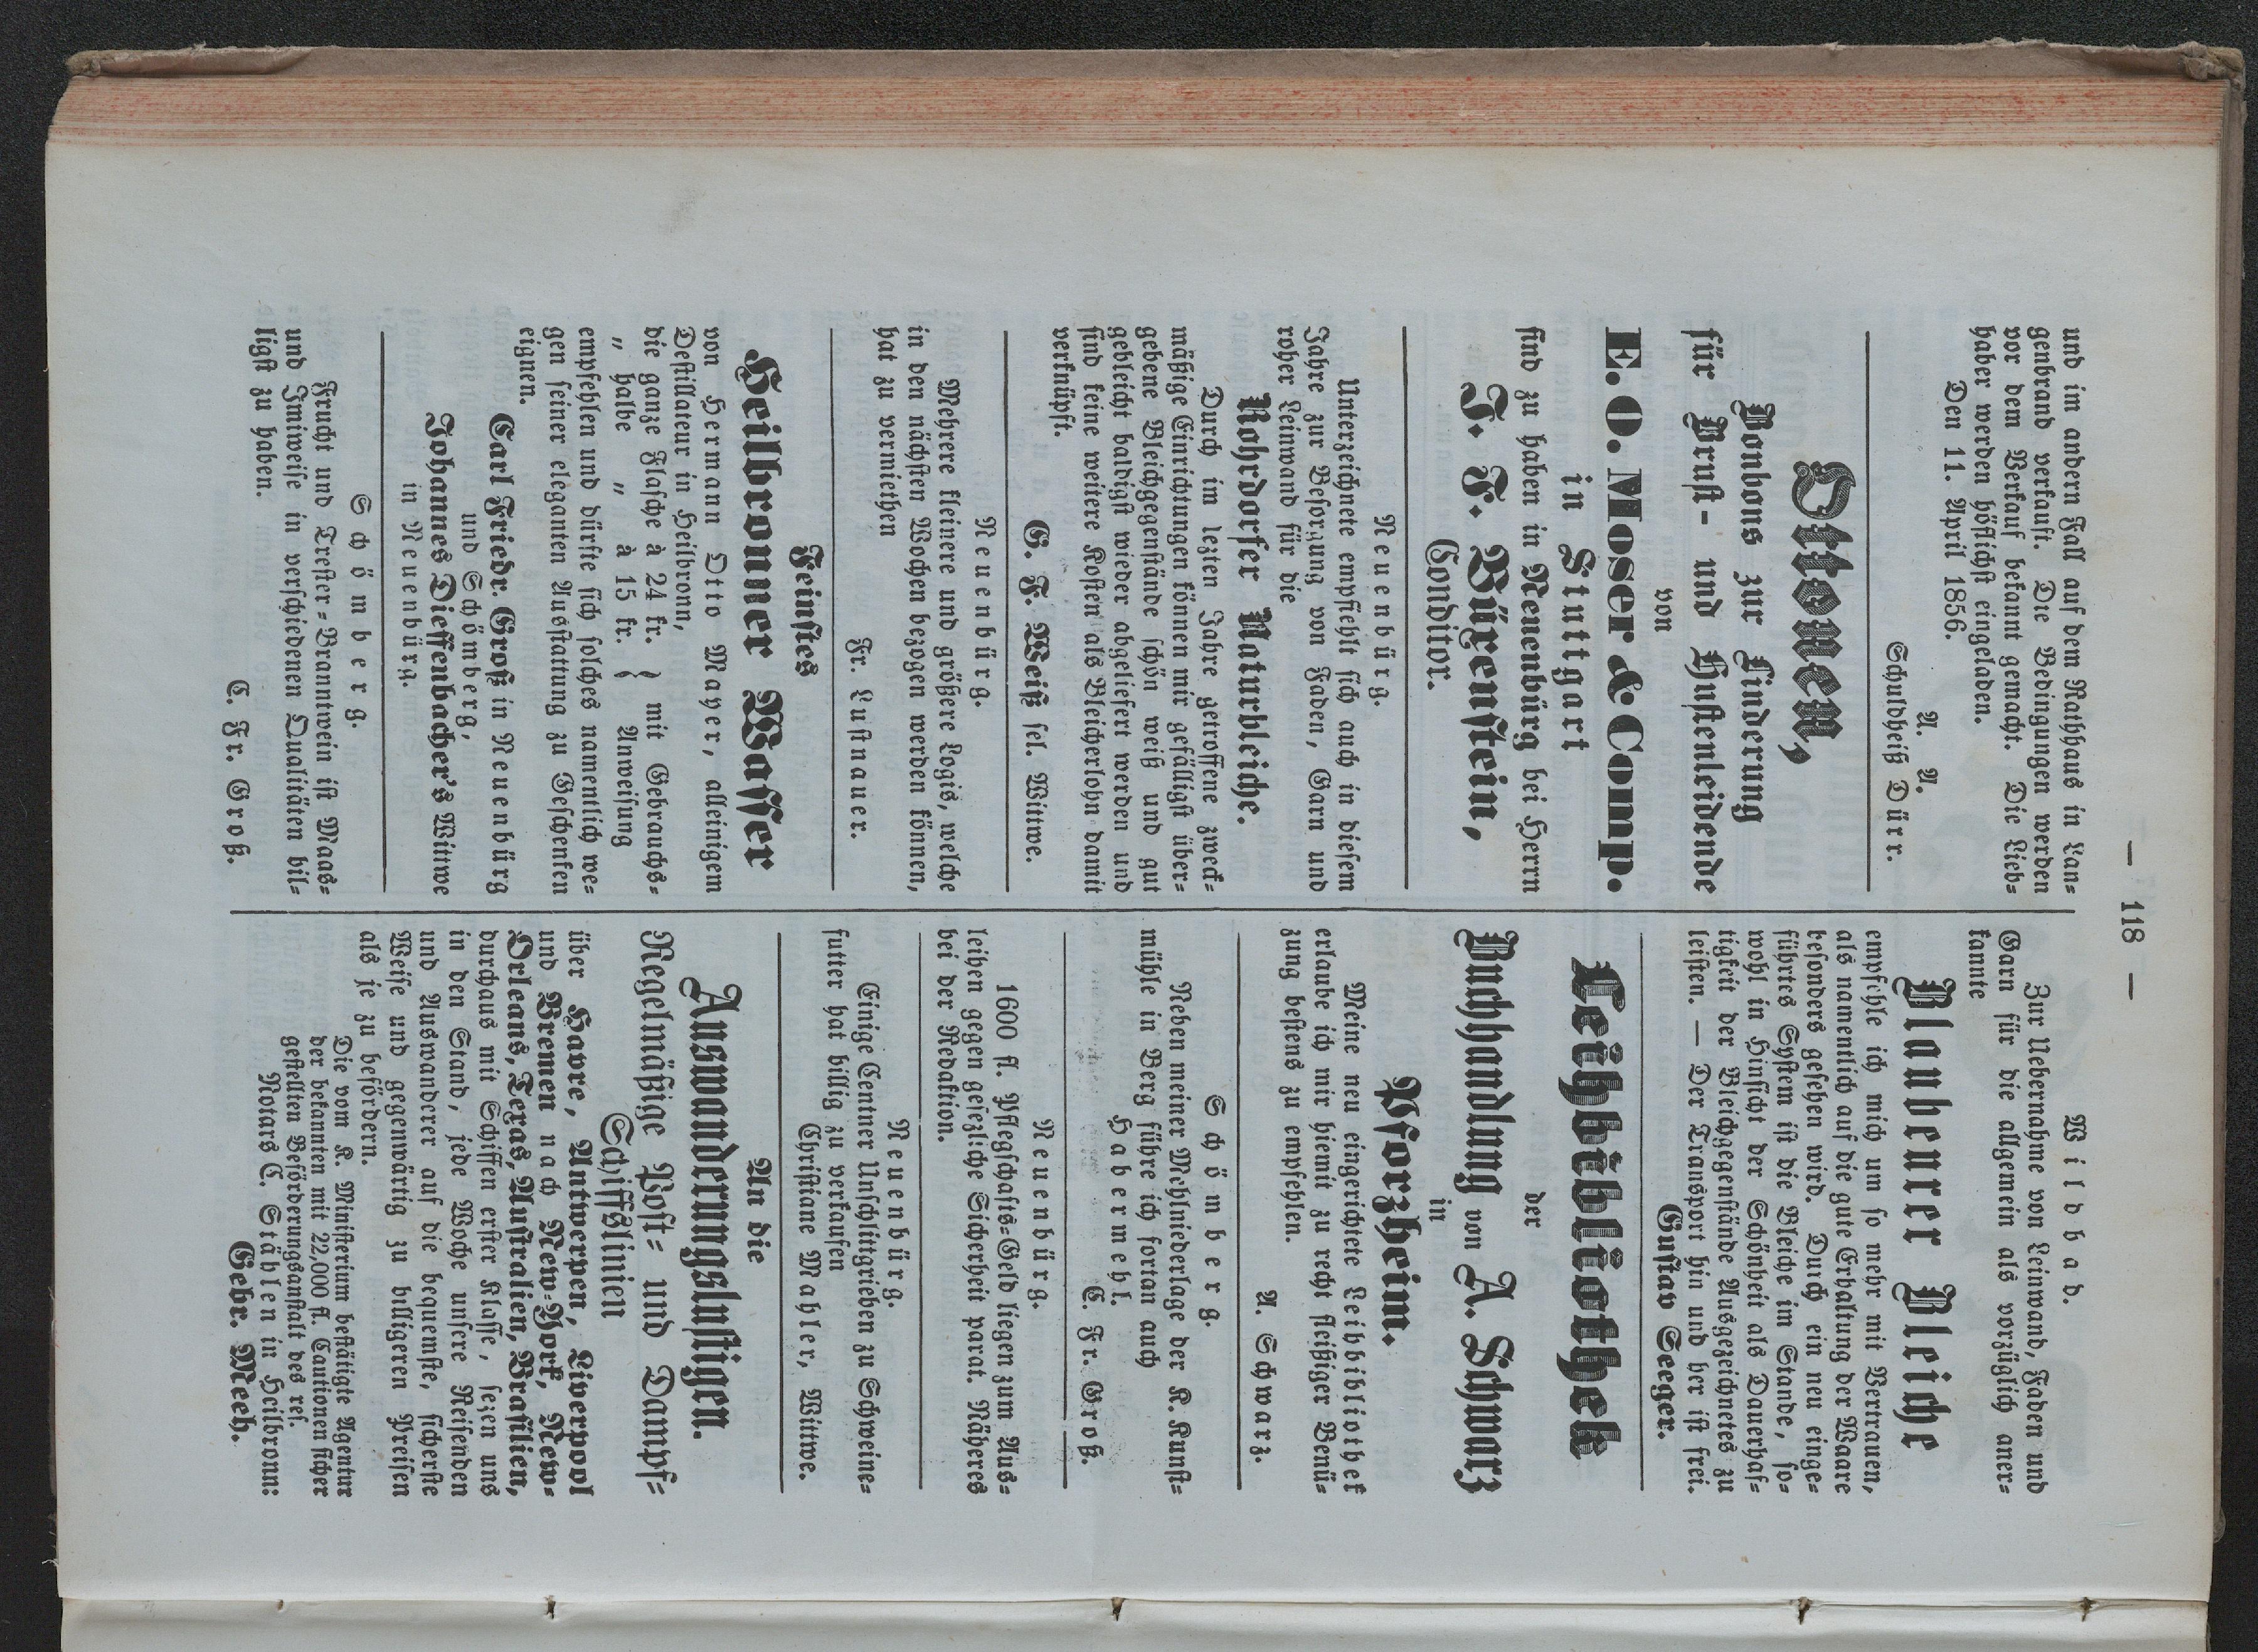 — 118 —
und im andern Fall auf dem Rathhaus in Lan-
genbrand verkauft. Die Bedingungen werden
vor dem Verkauf bekannt gemacht. Die Lieb-
haber werden höflichst eingeladen.
Den 11. April 1856.
A. A.
Schuldheiß Dürr.
Ottonen,
Bonbons zur Linderung
für Brust- und Hustenleidende
von
E. O. Moser & Comp.
in Stuttgart
sind zu haben in Neuenbürg bei Herrn
F. F. Bürenstein,
Conditor.
Neuenbürg.
Unterzeichnete empfiehlt sich auch in diesem
Jahre zur Besorgung von Faden, Garn und
roher Leinwand für die
Rohrdorfer Naturbleiche.
Durch im lezten Jahre getroffene zweck-
mäßige Einrichtungen können mir gefälligst über-
gebene Bleichgegenstände schön weiß und gut
gebleicht baldigst wieder abgeliefert werden und
sind keine weitere Kosten als Bleicherlohn damit
verknüpft.
G. F. Weiß sel. Wittwe.
Neuenbürg.
Mehrere kleinere und größere Logis, welche
in den nächsten Wochen bezogen werden können,
hat zu vermiethen
Fr. Lustnauer.
Feinstes
Heilbronner Wasser
von Hermann Otto Mayer, alleinigem
Destillateur in Heilbronn,
die ganze Flasche à 24 kr. } mit Gebrauchs-
„ halbe „ à 15 kr. } Anweisung
empfehlen und dürfte sich solches namentlich we-
gen seiner eleganten Ausstattung zu Geschenken
eignen.
Carl Friedr. Groß in Neuenbürg
und Schömberg,
Johannes Dieffenbacher's Wittwe
in Neuenbürg.
Schömberg.
Frucht und Trester-Branntwein ist Maas-
und Imiweise in verschiedenen Qualitäten bil-
ligst zu haben.
C. Fr. Groß.
Wildbad.
Zur Uebernahme von Leinwand, Faden und
Garn für die allgemein als vorzüglich aner-
kannte
Blaubeurer Bleiche
empfehle ich mich um so mehr mit Vertrauen,
als namentlich auf die gute Erhaltung der Waare
besonders gesehen wird. Durch ein neu einge-
führtes System ist die Bleiche im Stande, so-
wohl in Hinsicht der Schönheit als Dauerhaf-
tigkeit der Bleichgegenstände Ausgezeichnetes zu
leisten. — Der Transport hin und her ist frei.
Gustav Seeger.
Leihbibliothek
der
Buchhandlung von A. Schwarz
in
Pforzheim.
Meine neu eingerichtete Leihbibliothek
erlaube ich mir hiemit zu recht fleißiger Benü-
zung bestens zu empfehlen.
A. Schwarz.
Schömberg.
Neben meiner Mehlniederlage der K. Kunst-
mühle in Berg führe ich fortan auch
Habermehl.
C. Fr. Groß.
Neuenbürg.
1600 fl. Pflegschafts-Geld liegen zum Aus-
leihen gegen gesezliche Sicherheit parat. Näheres
bei der Redaktion.
Neuenbürg.
Einige Centner Unschlittgrieben zu Schweine-
futter hat billig zu verkaufen
Christiane Mahler, Wittwe.
An die
Auswanderungslustigen.
Regelmäßige Post- und Dampf-
Schiffslinien
über Havre, Antwerpen, Liverpool
und Bremen nach New-York, New-
Orleans, Texas, Australien, Brasilien,
durchaus mit Schiffen erster Klasse, sezen uns
in den Stand, jede Woche unsere Reisenden
und Auswanderer auf die bequemste, sicherste
Weise und gegenwärtig zu billigeren Preisen
als je zu befördern.
Die vom K. Ministerium bestätigte Agentur
der bekannten mit 22,000 fl. Cautionen sicher
gestellten Beförderungsanstalt des res.
Notars C. Stählen in Heilbronn:
Gebr. Meeh.